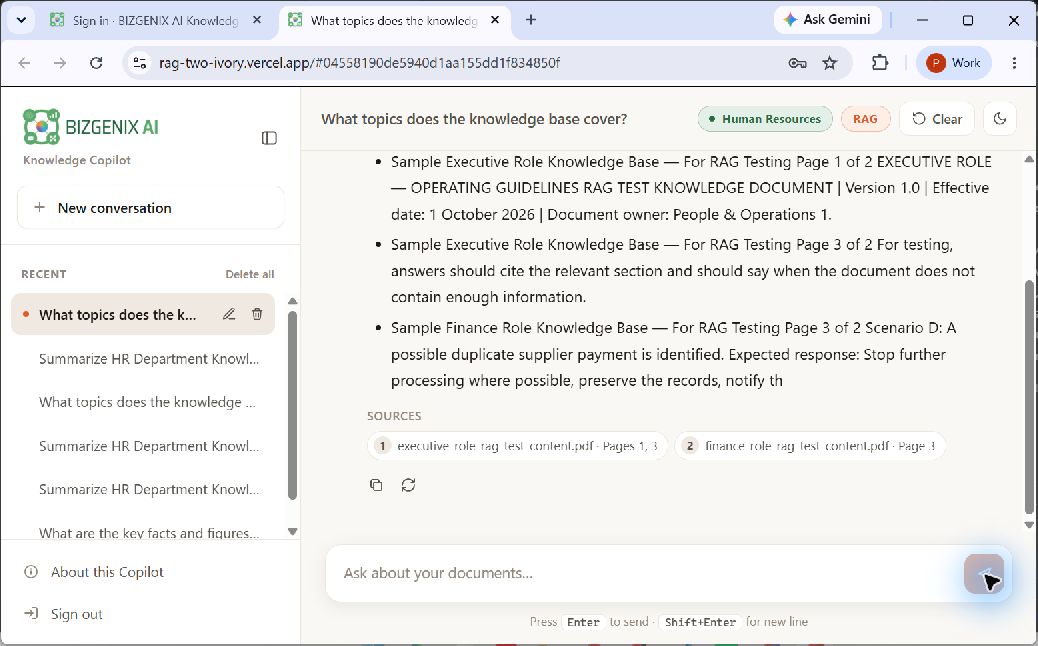 Sign in · BIZGENIX AI Knowledg
What topics does the knowledg
Ask Gemini
rag-two-ivory.vercel.app/#04558190de5940d1aa155dd1f834850f
P Work
BIZGENIX AI
Knowledge Copilot
New conversation
RECENT Delete all
What topics does the k...
Summarize HR Department Knowl...
What topics does the knowledge ...
Summarize HR Department Knowl...
Summarize HR Department Knowl...
What are the key facts and figures...
About this Copilot
Sign out
What topics does the knowledge base cover?
Human Resources
RAG
Clear
• Sample Executive Role Knowledge Base — For RAG Testing Page 1 of 2 EXECUTIVE ROLE
— OPERATING GUIDELINES RAG TEST KNOWLEDGE DOCUMENT | Version 1.0 | Effective
date: 1 October 2026 | Document owner: People & Operations 1.
• Sample Executive Role Knowledge Base — For RAG Testing Page 3 of 2 For testing,
answers should cite the relevant section and should say when the document does not
contain enough information.
• Sample Finance Role Knowledge Base — For RAG Testing Page 3 of 2 Scenario D: A
possible duplicate supplier payment is identified. Expected response: Stop further
processing where possible, preserve the records, notify th
SOURCES
1 executive_role_rag_test_content.pdf · Pages 1, 3
2 finance_role_rag_test_content.pdf · Page 3
Ask about your documents...
Press Enter to send · Shift+Enter for new line